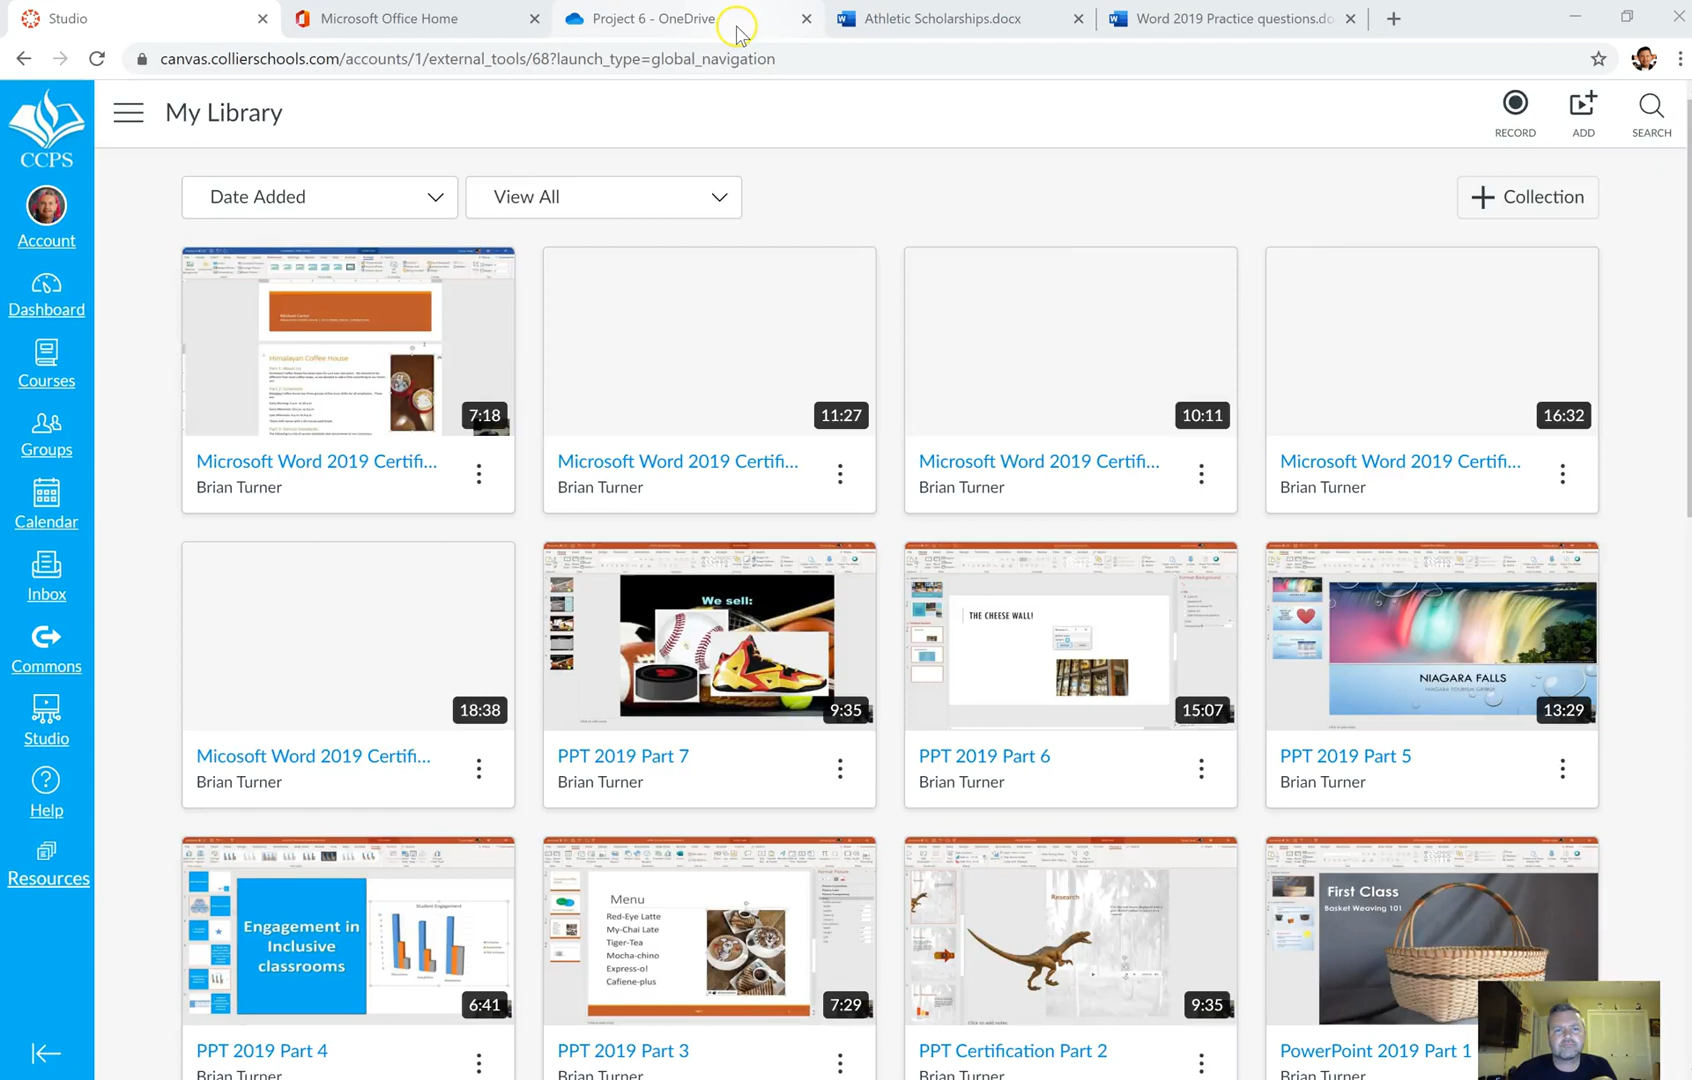 Studio
Microsoft Office Home
Project 6 - OneDrive
Athletic Scholarships.docx
Word 2019 Practice questions.do
canvas.collierschools.com/accounts/1/external_tools/68?launch_type=global_navigation
CCPS
Account
Dashboard
Courses
Groups
Calendar
Inbox
Commons
Studio
Help
Resources
My Library
RECORD
ADD
SEARCH
Date Added
View All
Collection
Himalayan Coffee House
7:18
11:27
10:11
16:32
Microsoft Word 2019 Certifi...
Brian Turner
Microsoft Word 2019 Certifi...
Brian Turner
Microsoft Word 2019 Certifi...
Brian Turner
Microsoft Word 2019 Certifi...
Brian Turner
18:38
We sell:
9:35
THE CHEESE WALL!
15:07
NIAGARA FALLS
NIAGARA TOURISM GROUP
13:29
Micosoft Word 2019 Certifi...
Brian Turner
PPT 2019 Part 7
Brian Turner
PPT 2019 Part 6
Brian Turner
PPT 2019 Part 5
Brian Turner
Engagement in
Inclusive
classrooms
Student Engagement
6:41
Menu
Red-Eye Latte
My-Chai Late
Tiger-Tea
Mocha-chino
Express-o!
Cafiene-plus
7:29
Research
9:35
First Class
Basket Weaving 101
PPT 2019 Part 4
Brian Turner
PPT 2019 Part 3
Brian Turner
PPT Certification Part 2
Brian Turner
PowerPoint 2019 Part 1
Brian Turner